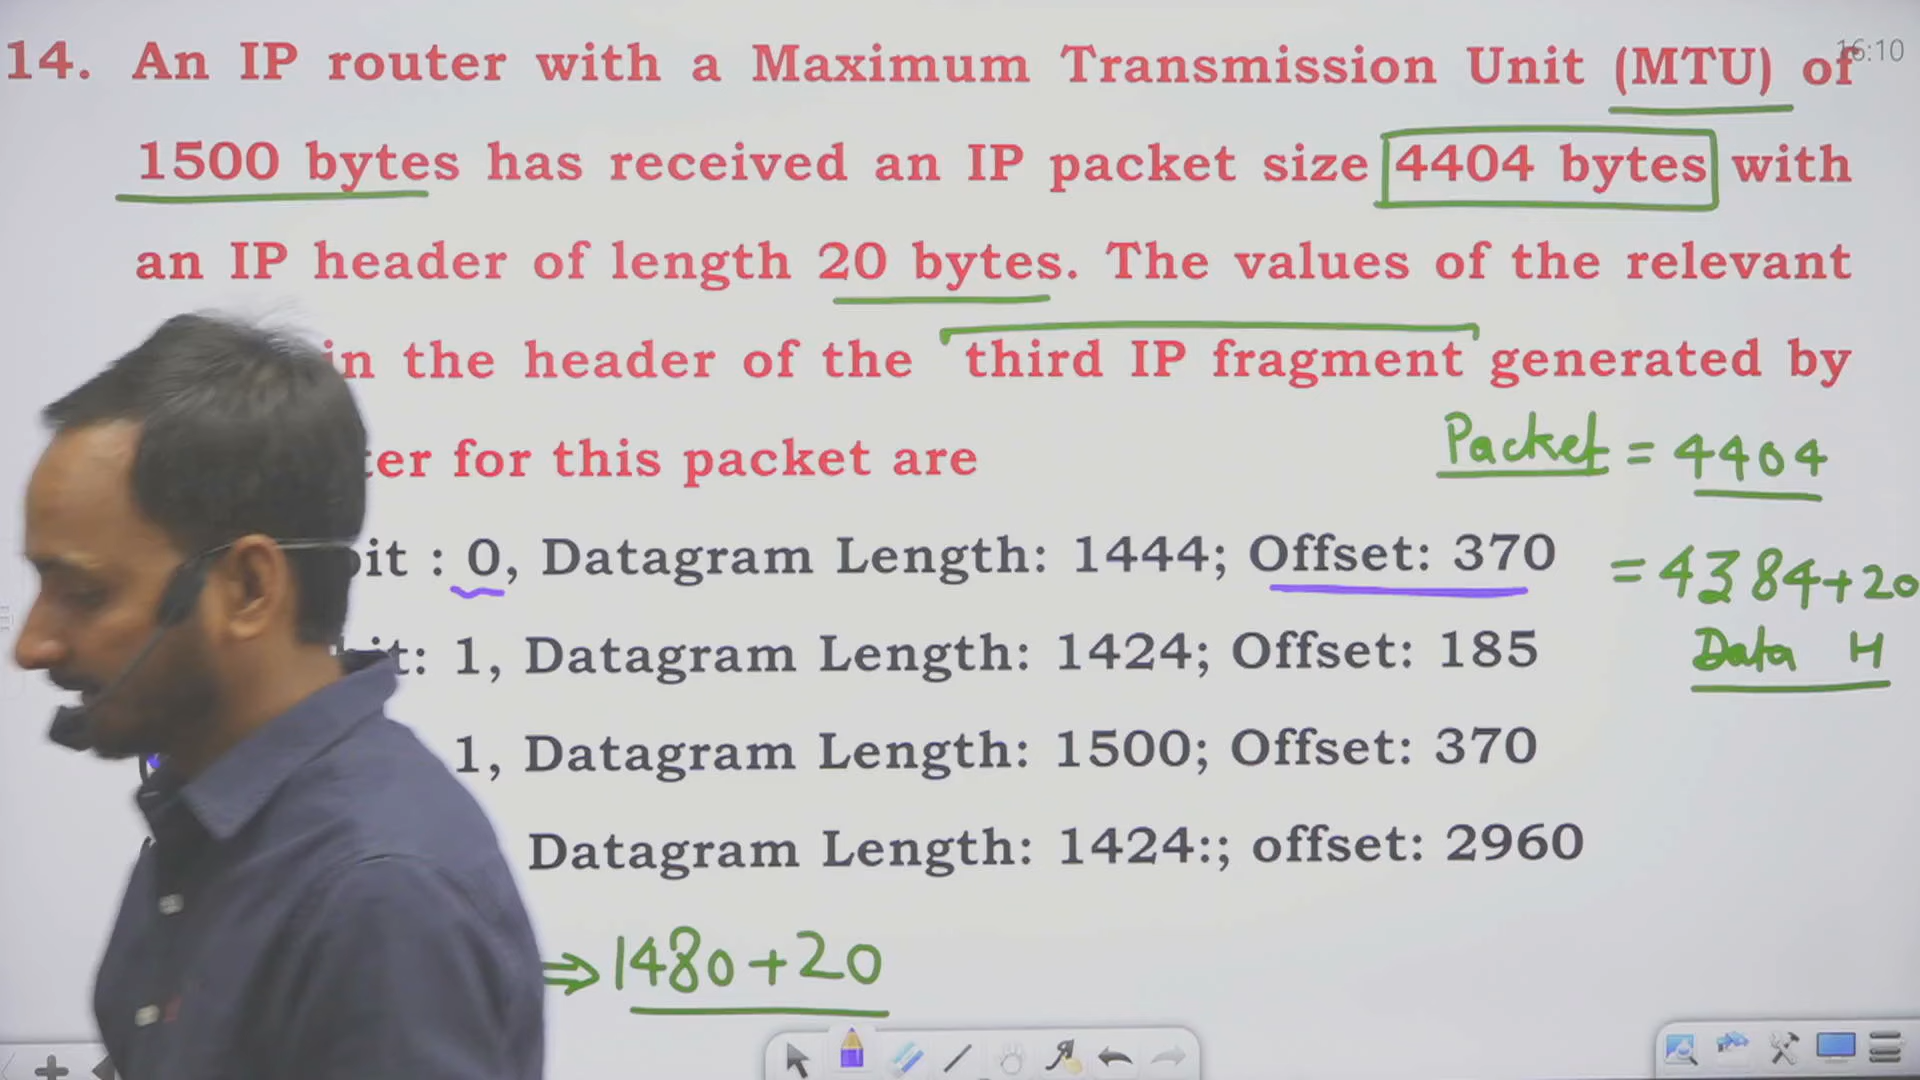 16:10
14. An IP router with a Maximum Transmission Unit (MTU) of
1500 bytes has received an IP packet size 4404 bytes with
an IP header of length 20 bytes. The values of the relevant
in the header of the third IP fragment generated by
for this packet are
Packet = 4404
: 0, Datagram Length: 1444; Offset: 370
= 4384+20
: 1, Datagram Length: 1424; Offset: 185
Data H
1, Datagram Length: 1500; Offset: 370
Datagram Length: 1424:; offset: 2960
⇒ 1480+20